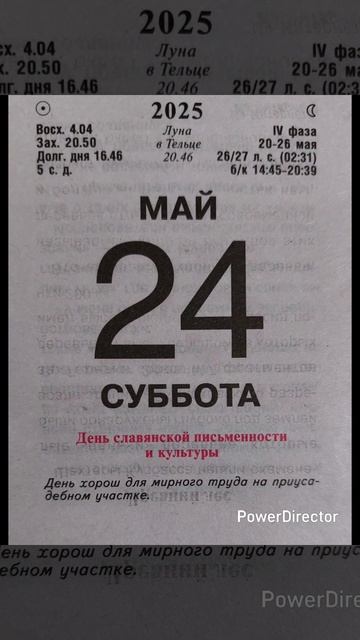 2025
Восх. 4.04
Зах. 20.50
Долг. дня 16.46
5 с. д.
Луна
в Тельце
20.46
IV фаза
20-26 мая
26/27 л. с. (02:31)
б/к 14:45-20:39
МАЙ
24
СУББОТА
День славянской письменности
и культуры
День хорош для мирного труда на приуса-
дебном участке.
PowerDirector